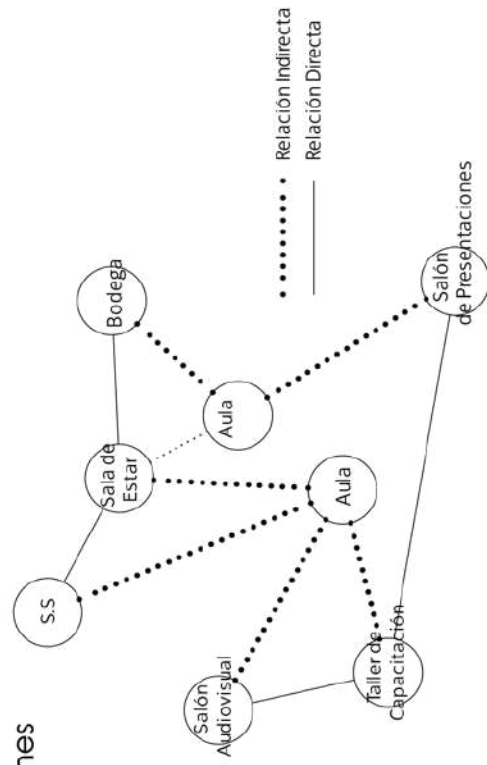 nes
S.S
Sala de
Estar
Bodega
Aula
Aula
Salón
Audiovisual
Taller de
Capacitación
Salón
de Presentaciones
Relación Indirecta
Relación Directa